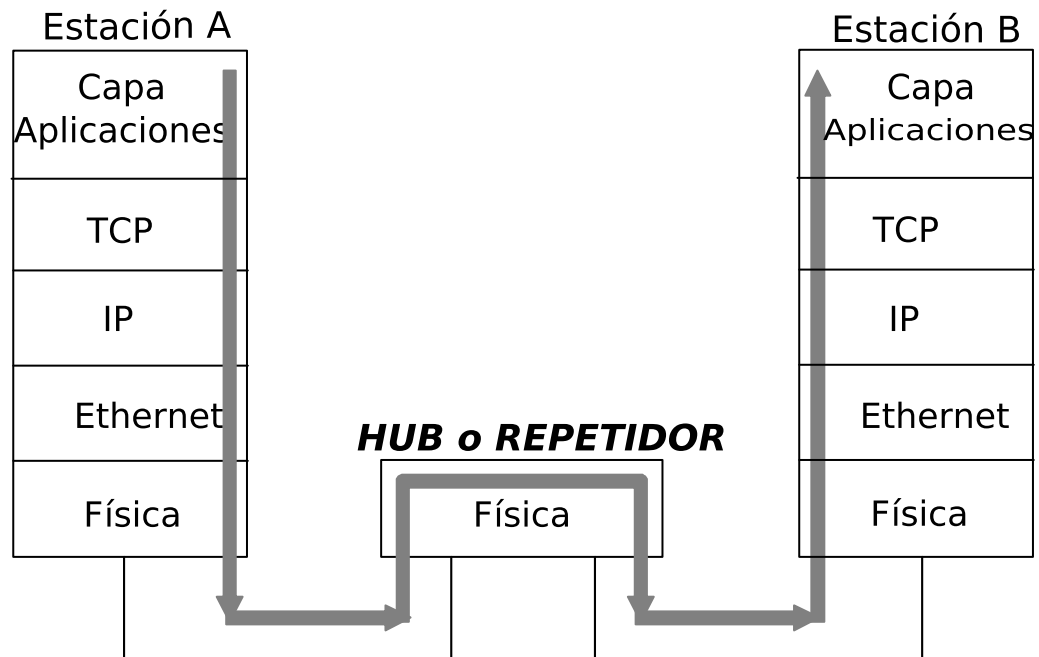 Estación A
Capa
Aplicaciones
TCP
IP
Ethernet
Física
HUB o REPETIDOR
Física
Estación B
Capa
Aplicaciones
TCP
IP
Ethernet
Física